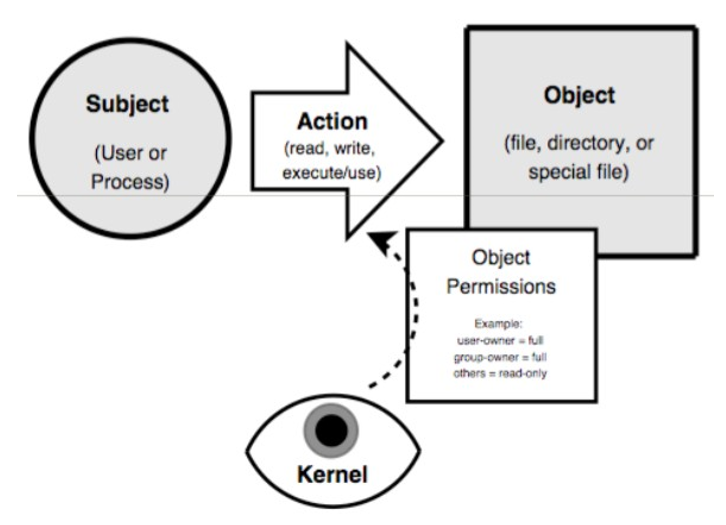 Subject
(User or
Process)
Action
(read, write,
execute/use)
Object
(file, directory, or
special file)
Object
Permissions
Example:
user-owner = full
group-owner = full
others = read-only
Kernel